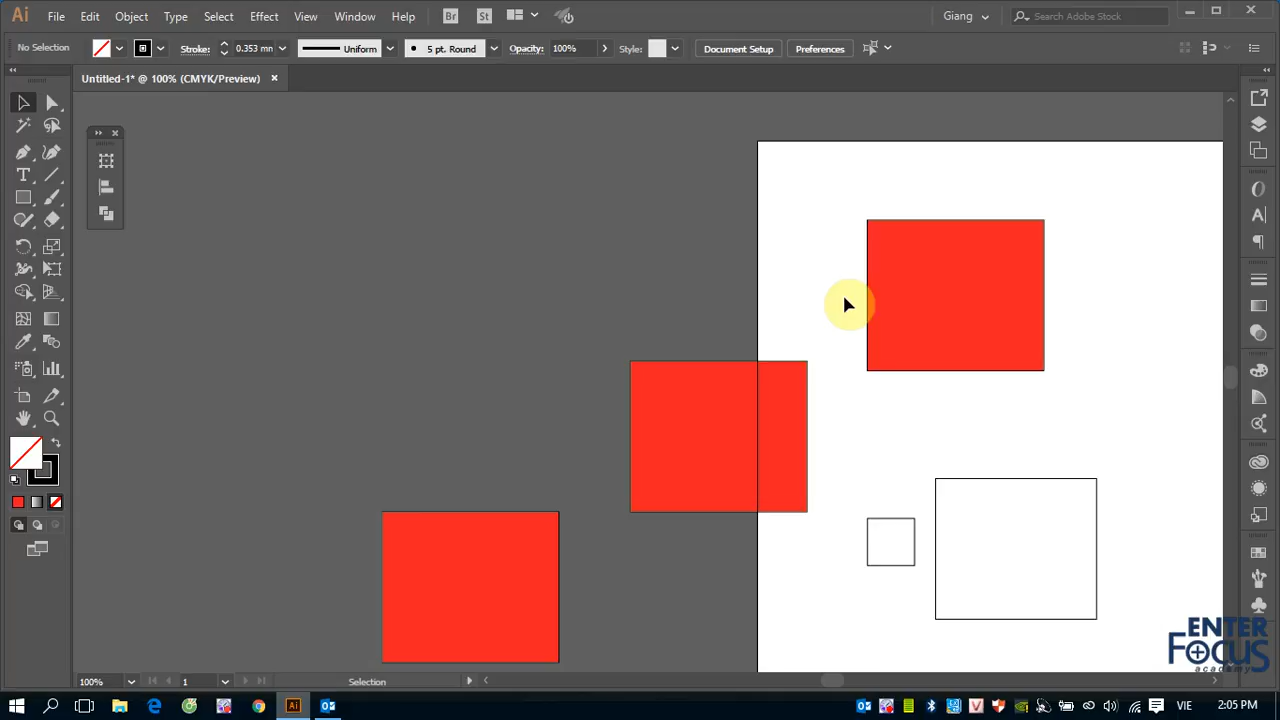 Ai File Edit Object Type Select Effect View Window Help Br St Giang Search Adobe Stock
No Selection Stroke: 0.353 mn Uniform 5 pt. Round Opacity: 100% Style: Document Setup Preferences
Untitled-1* @ 100% (CMYK/Preview)
ENTER
FOCUS
academy
100% 1 Selection
Ai VIE 2:05 PM